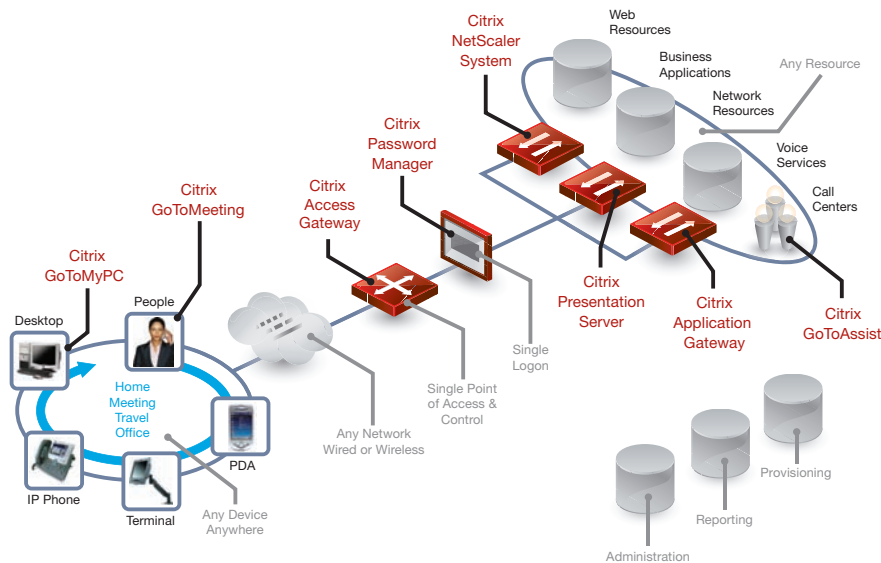 Citrix
NetScaler
System
Web
Resources
Business
Applications
Any Resource
Network
Resources
Voice
Services
Call
Centers
Citrix
Password
Manager
Citrix
Access
Gateway
Citrix
GoToMeeting
Citrix
GoToMyPC
Desktop
People
Home
Meeting
Travel
Office
IP Phone
Terminal
PDA
Any Device
Anywhere
Any Network
Wired or Wireless
Single Point
of Access &
Control
Single
Logon
Citrix
Presentation
Server
Citrix
Application
Gateway
Citrix
GoToAssist
Provisioning
Reporting
Administration